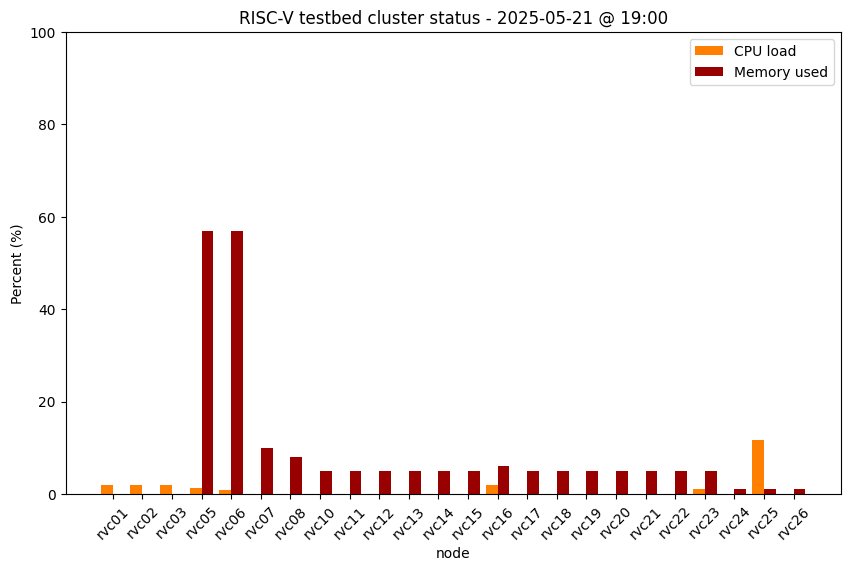 RISC-V testbed cluster status - 2025-05-21 @ 19:00
CPU load
Memory used
Percent (%)
100
80
60
40
20
0
rvc01 rvc02 rvc03 rvc05 rvc06 rvc07 rvc08 rvc10 rvc11 rvc12 rvc13 rvc14 rvc15 rvc16 rvc17 rvc18 rvc19 rvc20 rvc21 rvc22 rvc23 rvc24 rvc25 rvc26
node